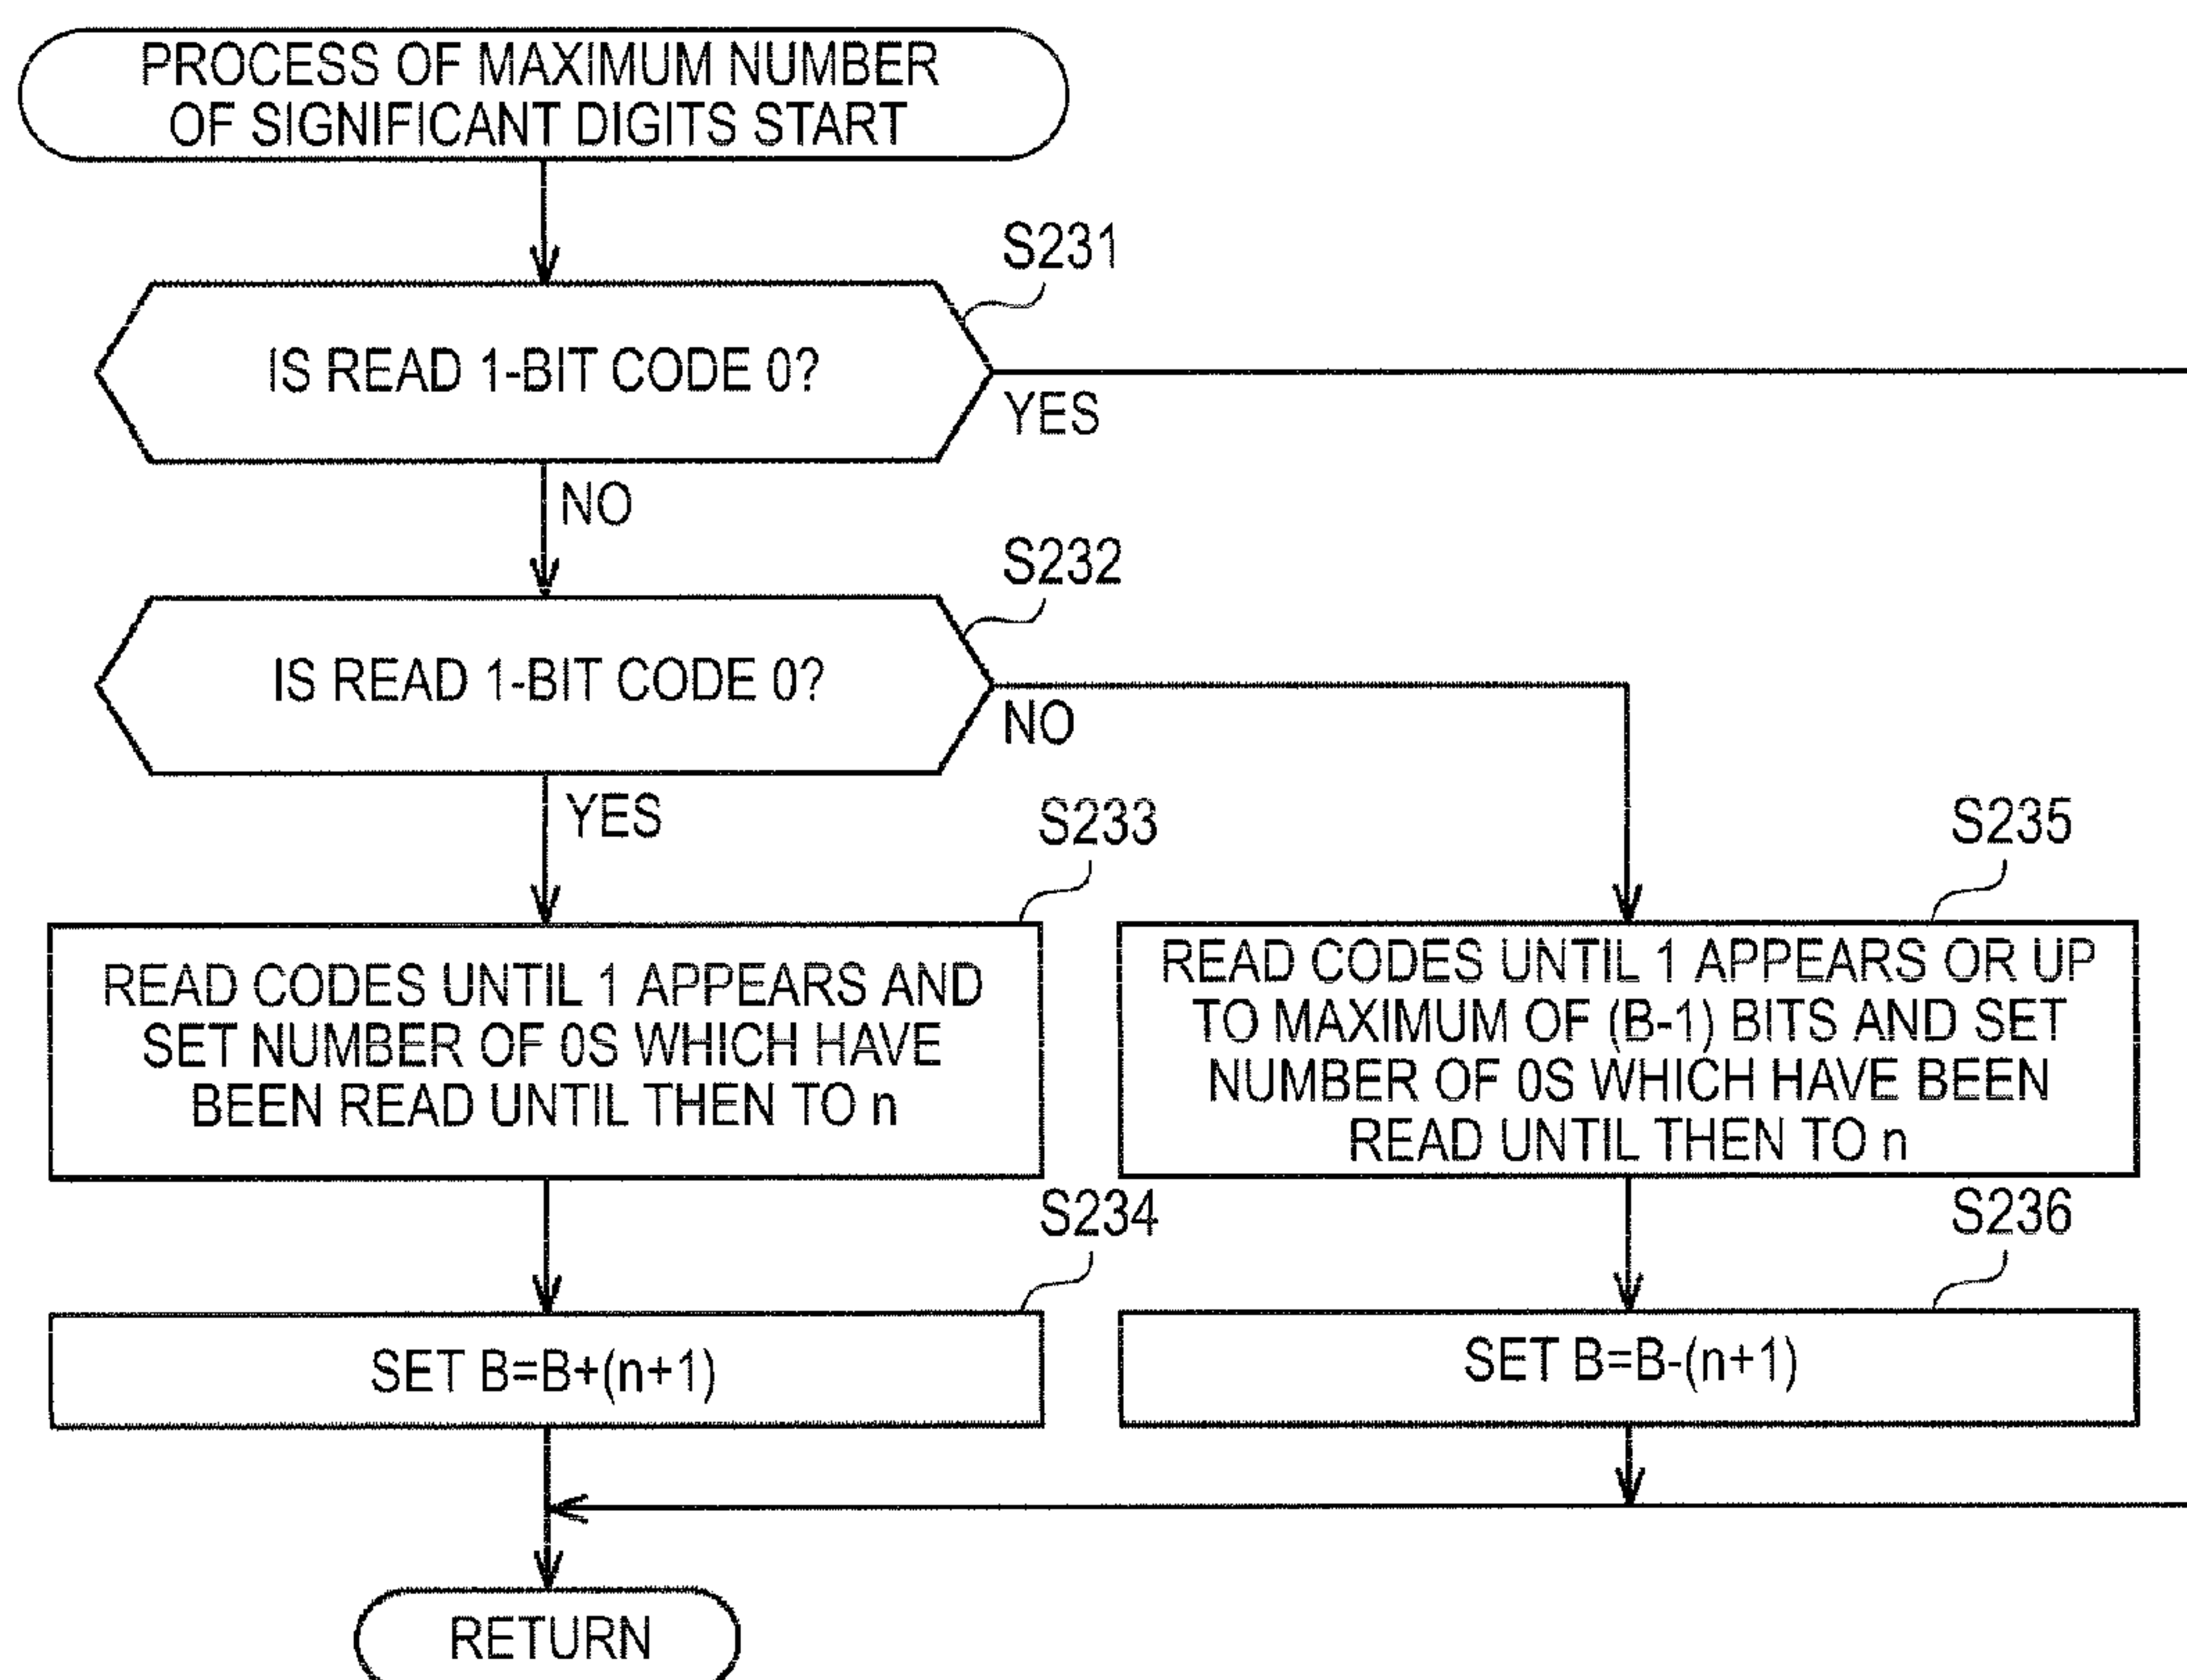 PROCESS OF MAXIMUM NUMBER
OF SIGNIFICANT DIGITS START
S231
IS READ 1-BIT CODE 0?
YES
NO
S232
IS READ 1-BIT CODE 0?
NO
YES
S233
READ CODES UNTIL 1 APPEARS AND
SET NUMBER OF 0S WHICH HAVE
BEEN READ UNTIL THEN TO n
S235
READ CODES UNTIL 1 APPEARS OR UP
TO MAXIMUM OF (B-1) BITS AND SET
NUMBER OF 0S WHICH HAVE BEEN
READ UNTIL THEN TO n
S234
SET B=B+(n+1)
S236
SET B=B-(n+1)
RETURN